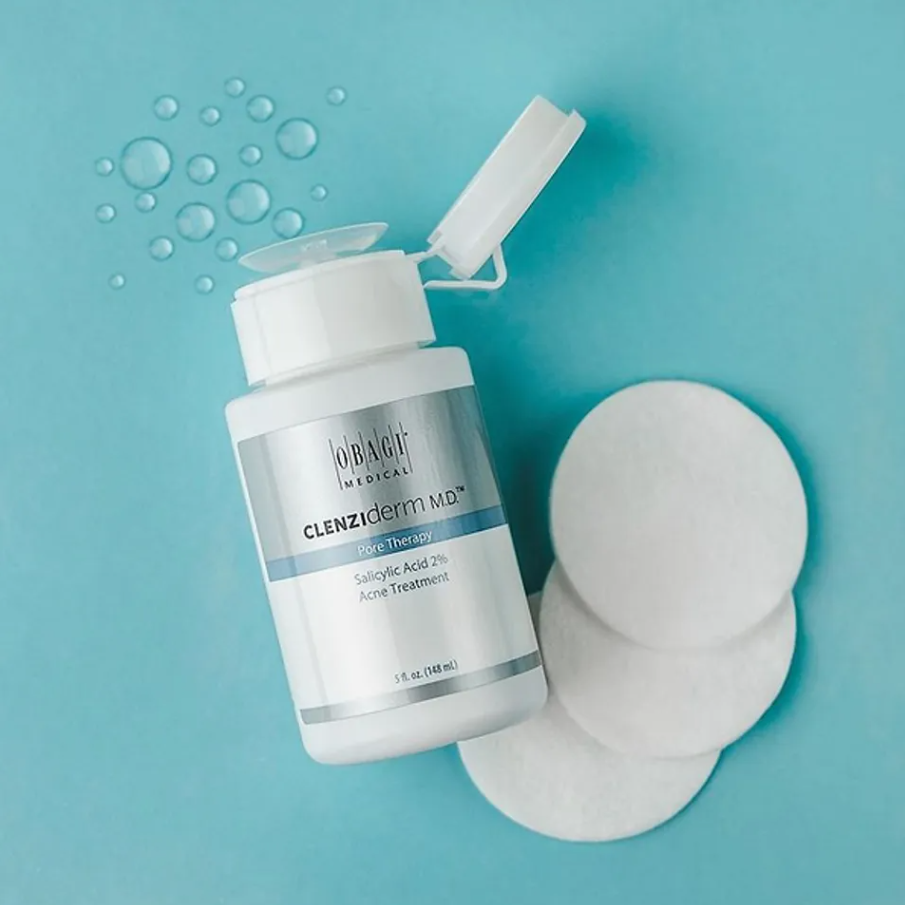 OBAGI
MEDICAL
CLENZIderm M.D.™
Pore Therapy
Salicylic Acid 2%
Acne Treatment
5 fl. oz. (148 mL)